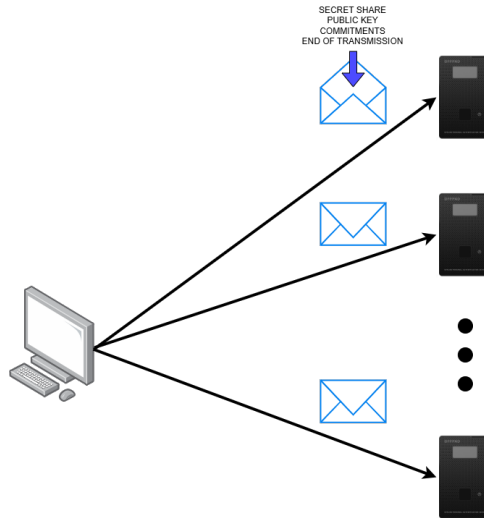 SECRET SHARE
PUBLIC KEY
COMMITMENTS
END OF TRANSMISSION